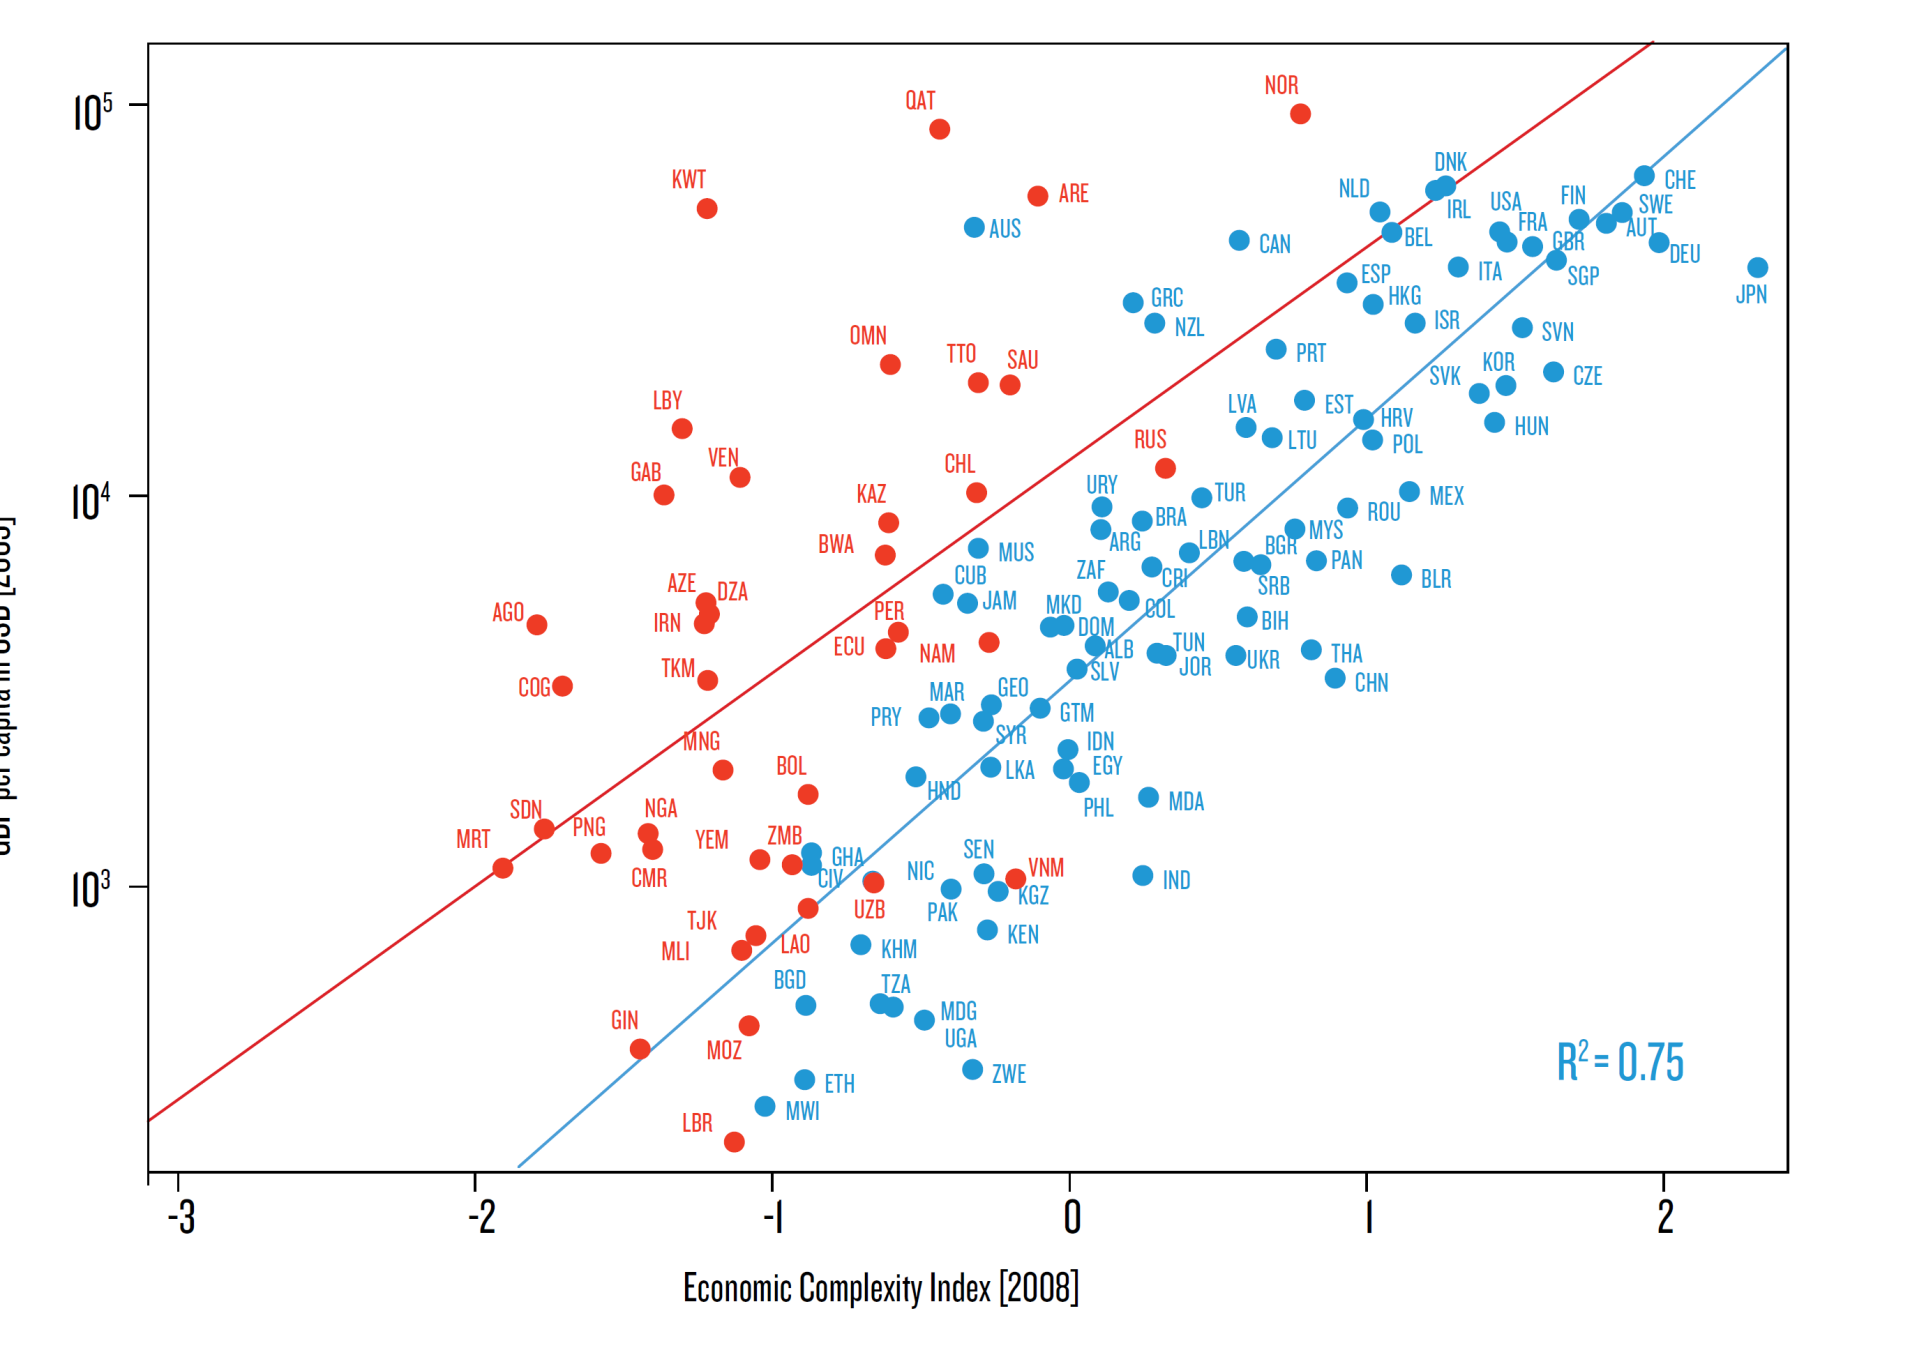 10⁵
10⁴
10³
GDP per capita in USD [2009]
QAT
NOR
KWT
ARE
AUS
CAN
DNK
NLD
IRL
BEL
USA
FRA
FIN
CHE
SWE
AUT
GBR
DEU
SGP
ITA
JPN
ESP
HKG
ISR
SVN
GRC
NZL
PRT
OMN
TTO
SAU
SVK
KOR
CZE
HUN
LBY
LVA
EST
HRV
LTU
POL
RUS
GAB
VEN
CHL
KAZ
URY
TUR
MEX
BRA
ROU
BWA
MUS
ARG
LBN
BGR
MYS
PAN
CUB
ZAF
CRI
SRB
BLR
AZE
DZA
JAM
MKD
COL
AGO
IRN
PER
DOM
BIH
ECU
NAM
ALB
TUN
UKR
THA
TKM
SLV
JOR
CHN
COG
MAR
GEO
PRY
GTM
SYR
MNG
IDN
BOL
LKA
EGY
HND
PHL
MDA
SDN
PNG
NGA
MRT
YEM
ZMB
GHA
SEN
CMR
CIV
NIC
VNM
IND
UZB
PAK
KGZ
TJK
KEN
MLI
LAO
KHM
BGD
TZA
MDG
GIN
UGA
MOZ
ETH
ZWE
MWI
LBR
R² = 0.75
-3
-2
-1
0
1
2
Economic Complexity Index [2008]